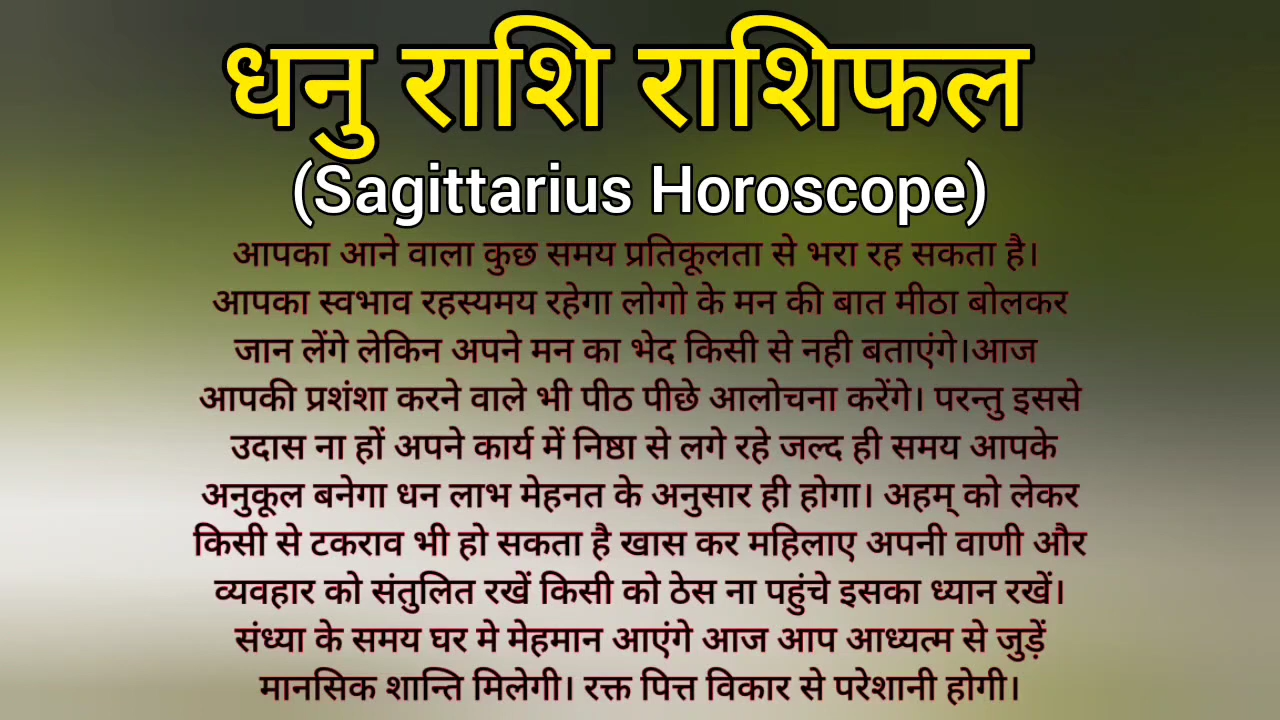 धनु राशि राशिफल
(Sagittarius Horoscope)
आपका आने वाला कुछ समय प्रतिकूलता से भरा रह सकता है।
आपका स्वभाव रहस्यमय रहेगा लोगो के मन की बात मीठा बोलकर
जान लेंगे लेकिन अपने मन का भेद किसी से नही बताएंगे।आज
आपकी प्रशंशा करने वाले भी पीठ पीछे आलोचना करेंगे। परन्तु इससे
उदास ना हों अपने कार्य में निष्ठा से लगे रहे जल्द ही समय आपके
अनुकूल बनेगा धन लाभ मेहनत के अनुसार ही होगा। अहम् को लेकर
किसी से टकराव भी हो सकता है खास कर महिलाए अपनी वाणी और
व्यवहार को संतुलित रखें किसी को ठेस ना पहुंचे इसका ध्यान रखें।
संध्या के समय घर मे मेहमान आएंगे आज आप आध्यत्म से जुड़ें
मानसिक शान्ति मिलेगी। रक्त पित्त विकार से परेशानी होगी।